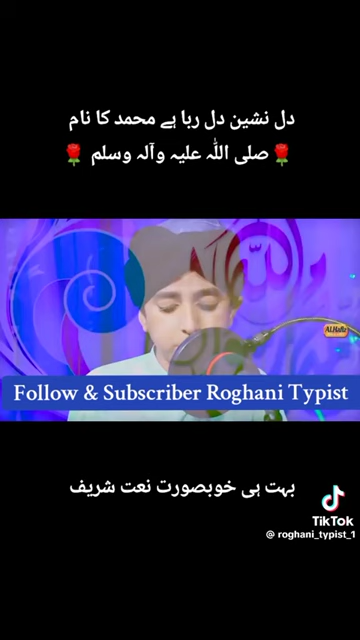 دل نشین دل ربا ہے محمد کا نام
🌹 صلی اللہ علیہ وآلہ وسلم 🌹
ALHafiz
Follow & Subscriber Roghani Typist
بہت ہی خوبصورت نعت شریف
TikTok
@ roghani_typist_1